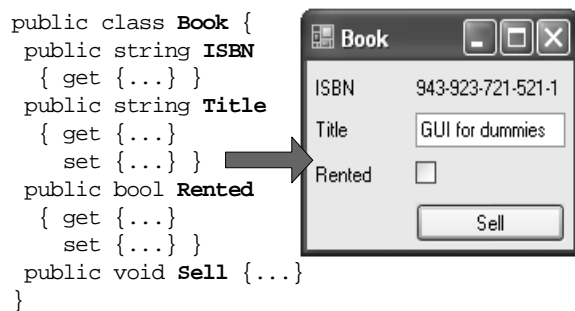 public class Book {
public string ISBN
{ get {...} }
public string Title
{ get {...}
set {...} }
public bool Rented
{ get {...}
set {...} }
public void Sell {...}
}
Book
ISBN 943-923-721-521-1
Title GUI for dummies
Rented
Sell